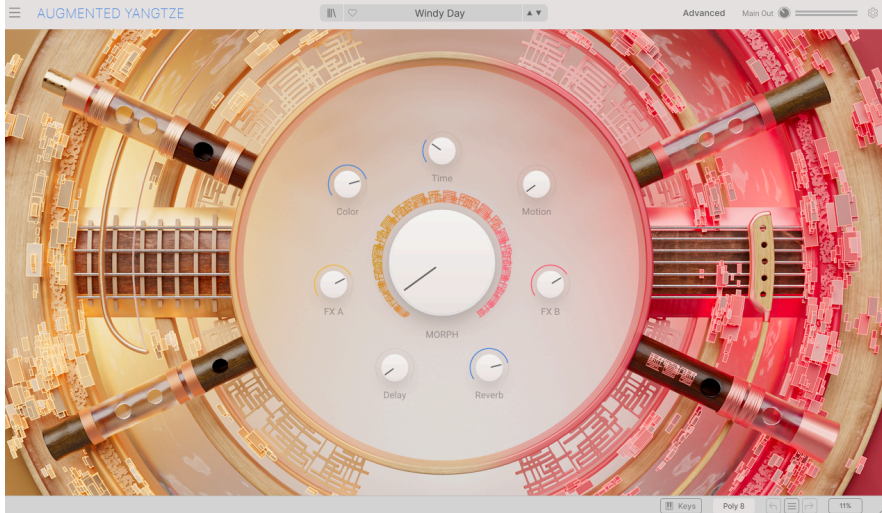 AUGMENTED YANGTZE
Windy Day
Advanced
Main Out
Time
Color
Motion
FX A
FX B
MORPH
Delay
Reverb
Keys
Poly 8
11%